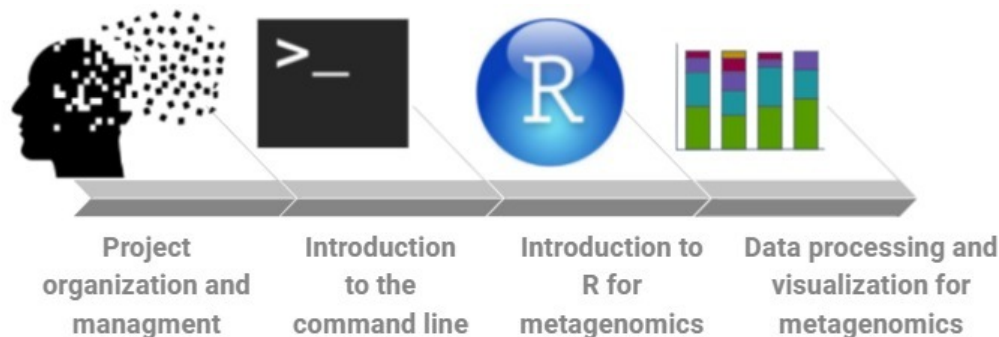 >_
R
Project
organization and
managment
Introduction
to the
command line
Introduction to
R for
metagenomics
Data processing and
visualization for
metagenomics